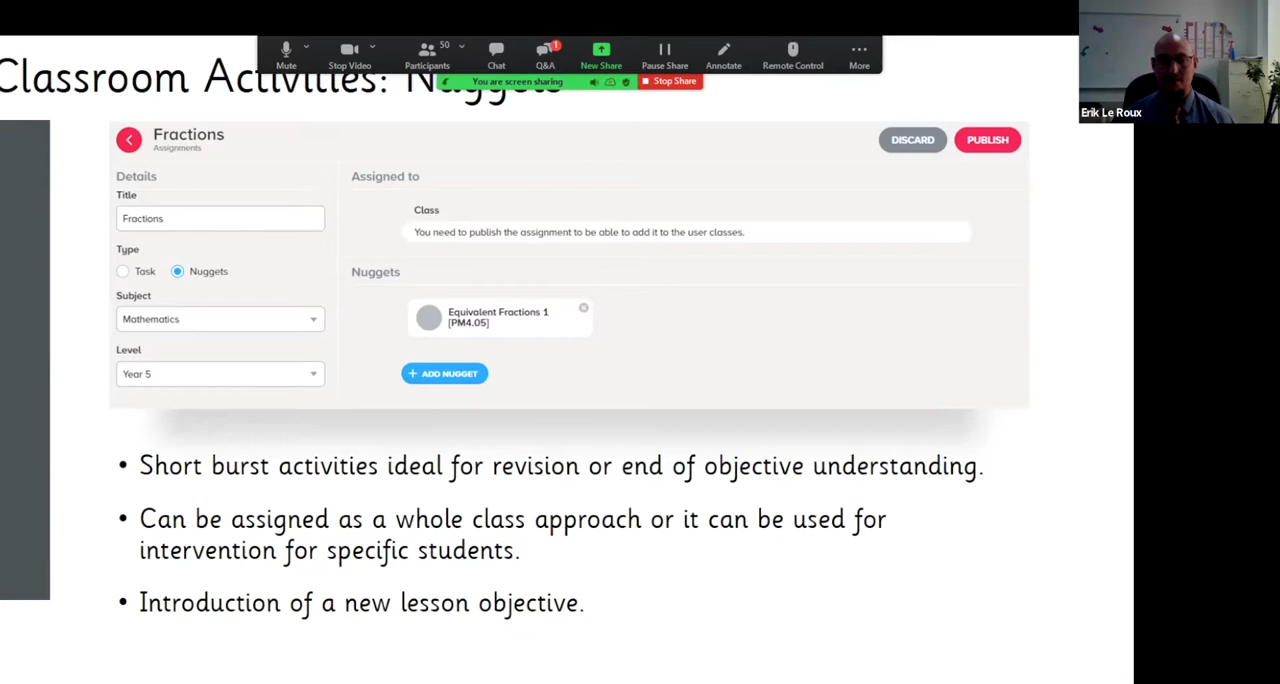 50
1
Mute
Stop Video
Participants
Chat
Q&A
New Share
Pause Share
Annotate
Remote Control
More
You are screen sharing
Stop Share
Erik Le Roux
Classroom Activities: Nuggets
Fractions
Assignments
DISCARD
PUBLISH
Details
Title
Fractions
Type
Task
Nuggets
Subject
Mathematics
Level
Year 5
Assigned to
Class
You need to publish the assignment to be able to add it to the user classes.
Nuggets
Equivalent Fractions 1
[PM4.05]
+ ADD NUGGET
• Short burst activities ideal for revision or end of objective understanding.
• Can be assigned as a whole class approach or it can be used for
intervention for specific students.
• Introduction of a new lesson objective.